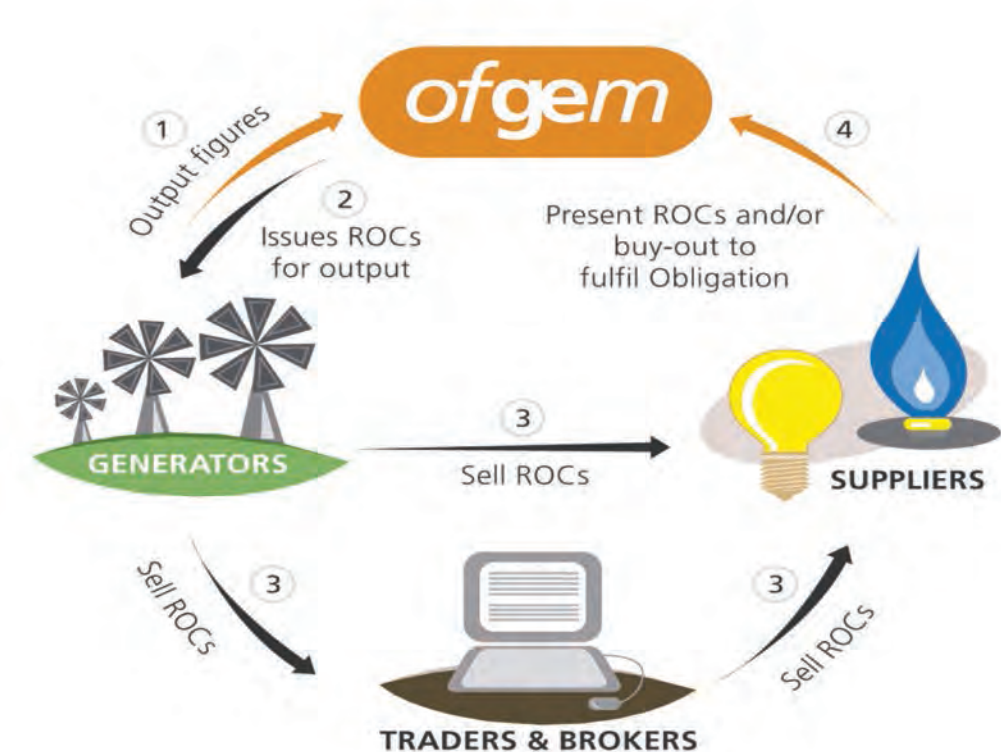 ofgem
1
Output figures
2
Issues ROCs
for output
4
Present ROCs and/or
buy-out to
fulfil Obligation
GENERATORS
3
Sell ROCs
SUPPLIERS
3
Sell ROCs
3
Sell ROCs
TRADERS & BROKERS